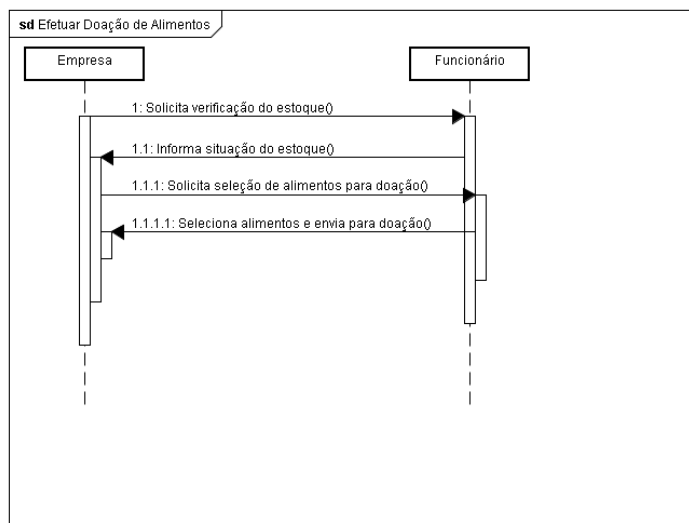 sd Efetuar Doação de Alimentos
Empresa
Funcionário
1: Solicita verificação do estoque()
1.1: Informa situação do estoque()
1.1.1: Solicita seleção de alimentos para doação()
1.1.1.1: Seleciona alimentos e envia para doação()